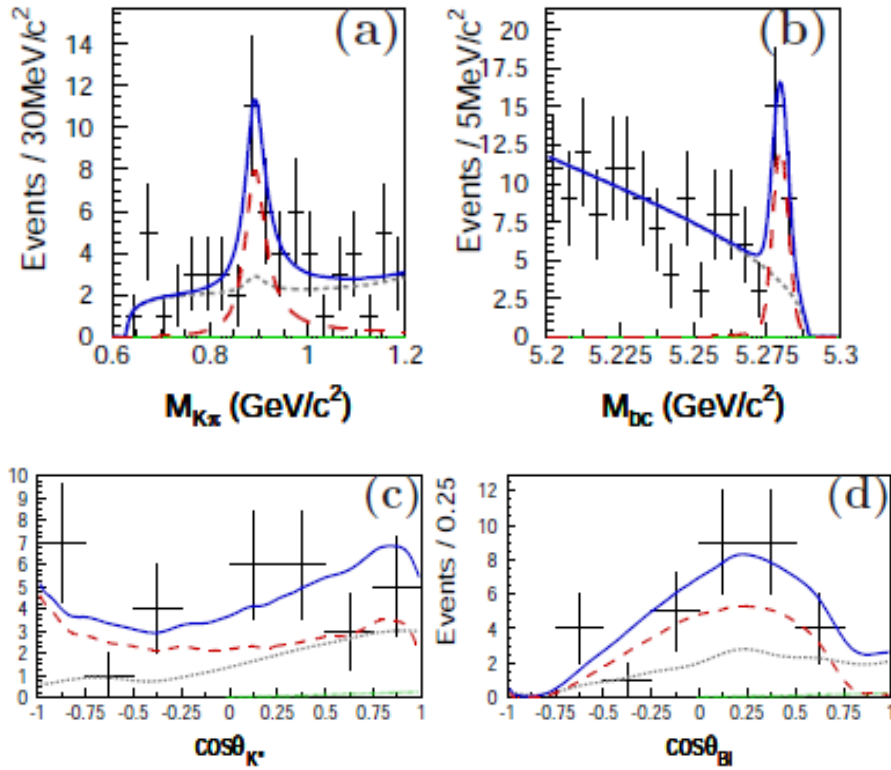 (a)
Events / 30MeV/c²
14
12
10
8
6
4
2
0
0.6 0.8 1 1.2
M_Kπ (GeV/c²)
(b)
Events / 5MeV/c²
20
17.5
15
12.5
10
7.5
5
2.5
0
5.2 5.225 5.25 5.275 5.3
M_bc (GeV/c²)
(c)
10
9
8
7
6
5
4
3
2
1
0
-1 -0.75 -0.5 -0.25 0 0.25 0.5 0.75 1
cosθ_K*
(d)
Events / 0.25
12
10
8
6
4
2
0
-1 -0.75 -0.5 -0.25 0 0.25 0.5 0.75 1
cosθ_Bl